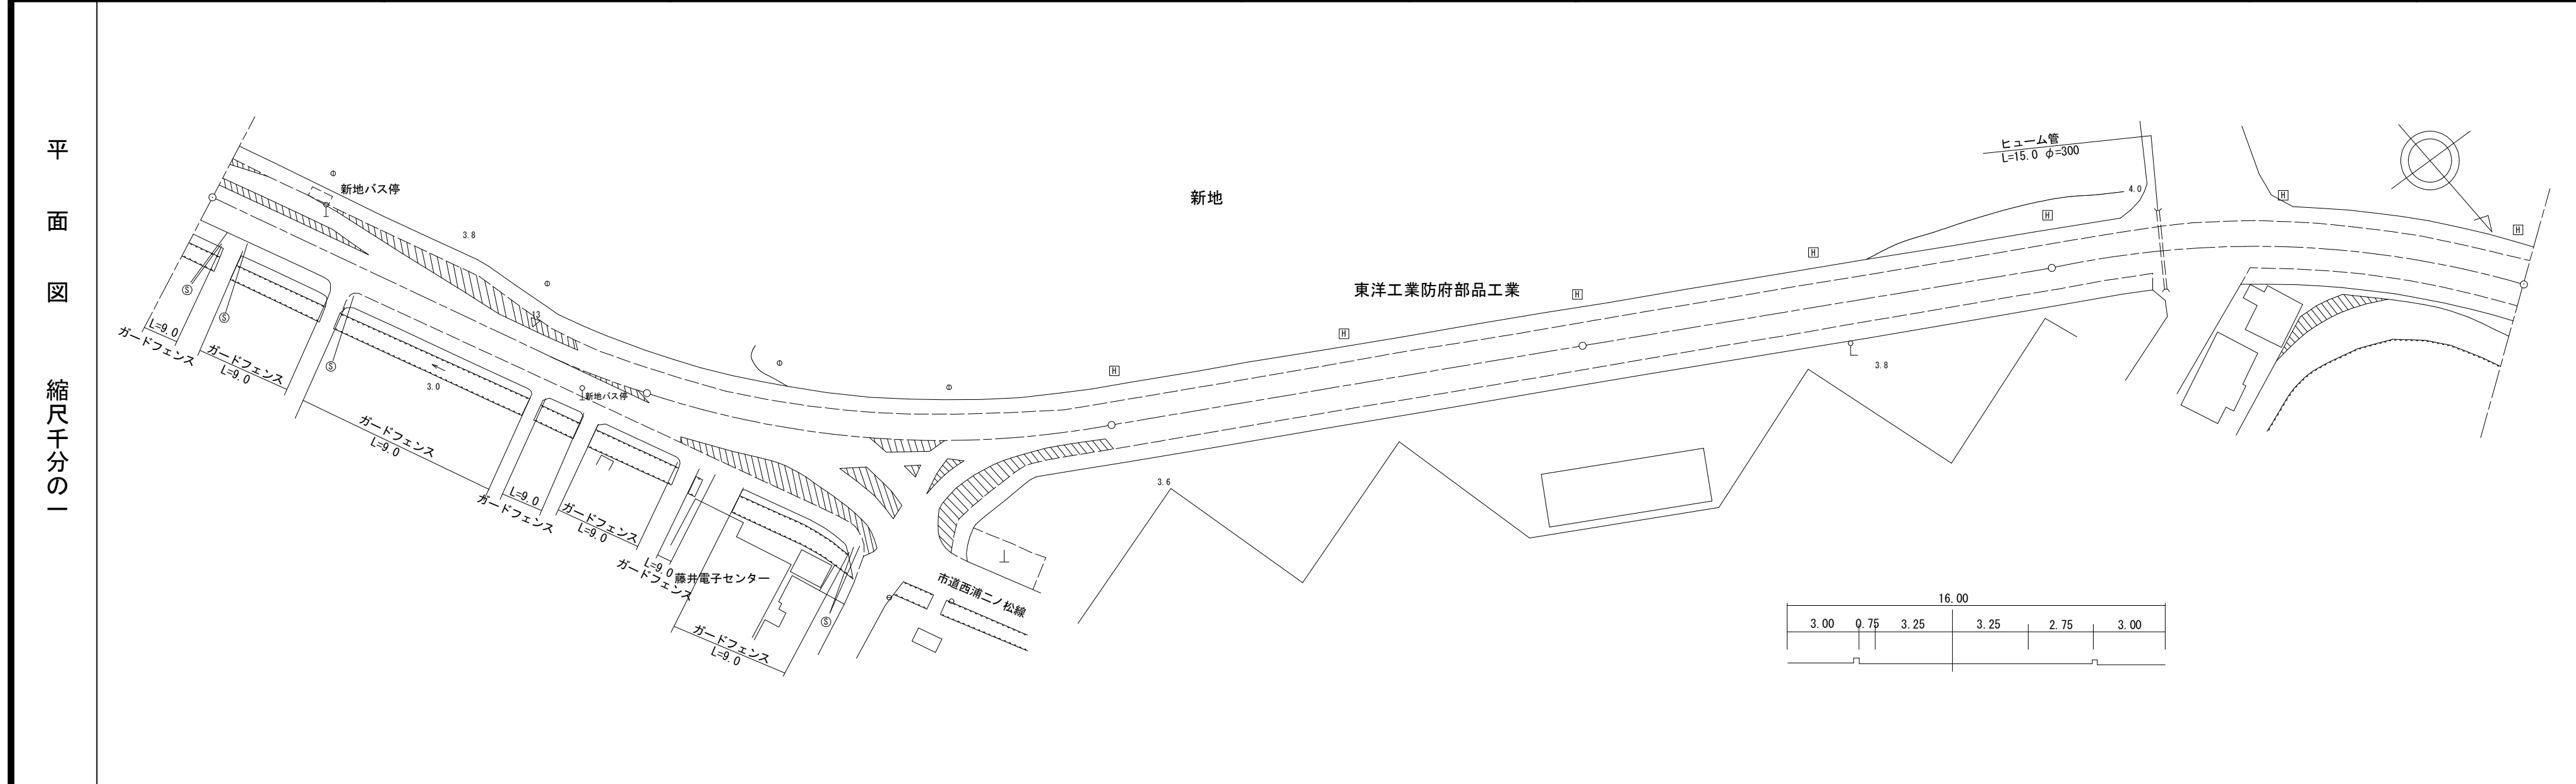 平面図 縮尺千分の一
新地バス停
3.8
13
L=9.0
ガードフェンス
ガードフェンス
L=9.0
3.0
ガードフェンス
L=9.0
新地バス停
L=9.0
ガードフェンス
ガードフェンス
L=9.0
L=9.0
ガードフェンス
藤井電子センター
ガードフェンス
L=9.0
S
S
S
S
市道西浦二ノ松線
新地
東洋工業防府部品工業
H
H
H
H
H
H
H
ヒューム管
L=15.0 φ=300
4.0
3.8
3.6
16.00
3.00 0.75 3.25 3.25 2.75 3.00